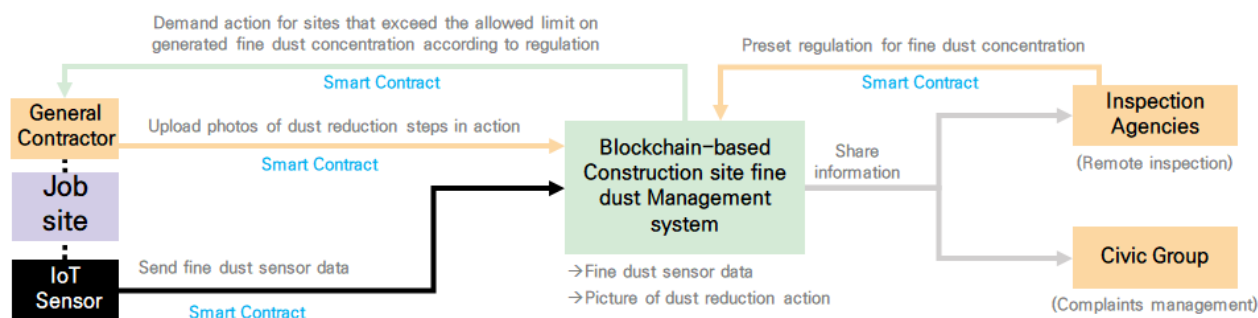 Demand action for sites that exceed the allowed limit on
generated fine dust concentration according to regulation
Smart Contract
Preset regulation for fine dust concentration
Smart Contract
General
Contractor
Upload photos of dust reduction steps in action
Smart Contract
Job
site
IoT
Sensor
Send fine dust sensor data
Smart Contract
Blockchain-based
Construction site fine
dust Management
system
→Fine dust sensor data
→Picture of dust reduction action
Share
information
Inspection
Agencies
(Remote inspection)
Civic Group
(Complaints management)